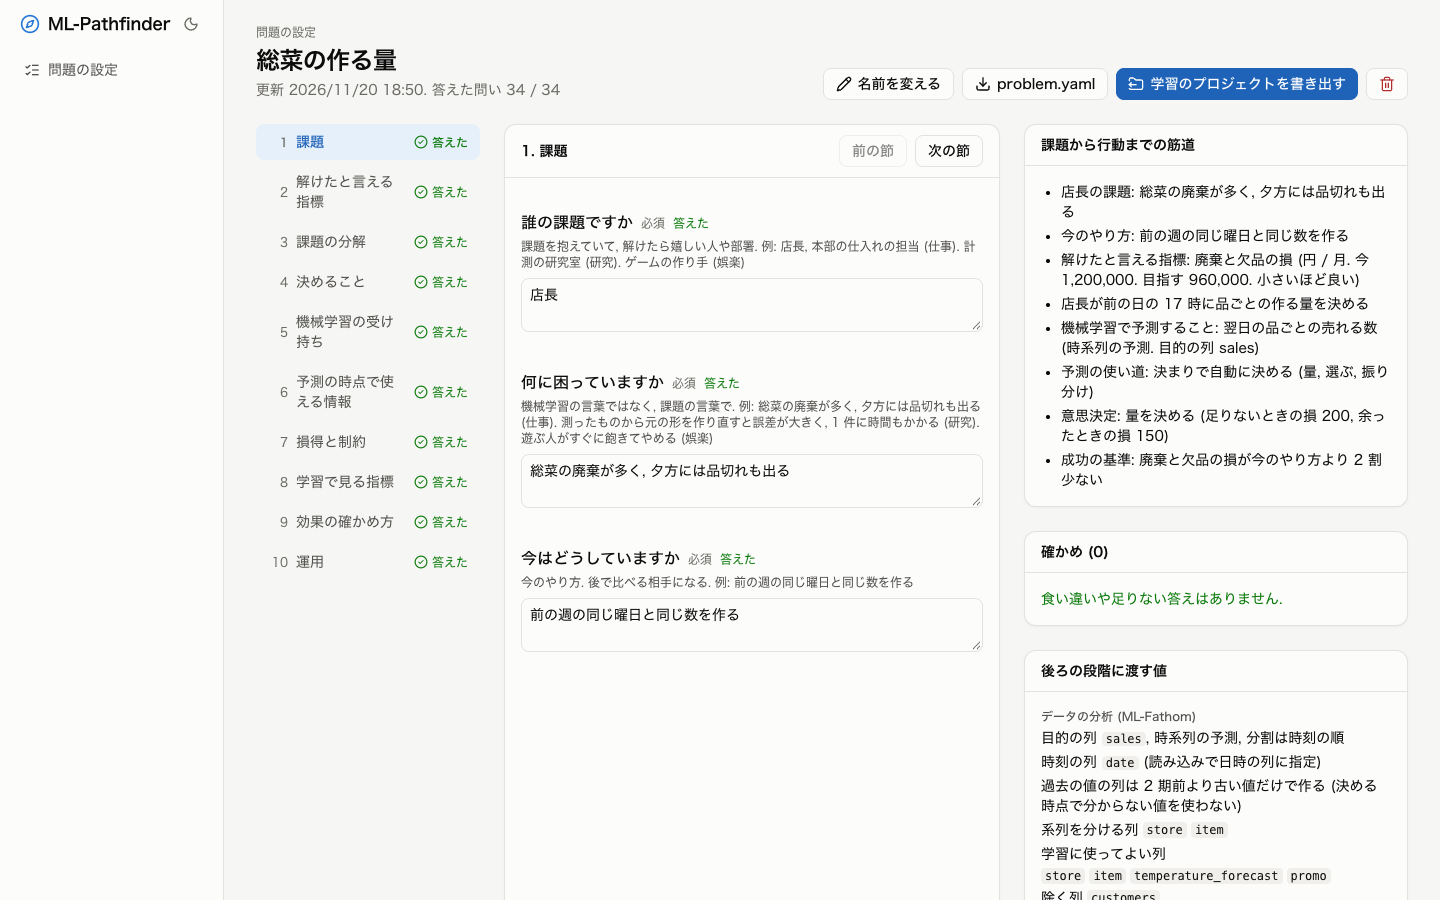 ML-Pathfinder
問題の設定
問題の設定
総菜の作る量
更新 2026/11/20 18:50. 答えた問い 34 / 34
名前を変える
problem.yaml
学習のプロジェクトを書き出す
1 課題 答えた
2 解けたと言える
指標 答えた
3 課題の分解 答えた
4 決めること 答えた
5 機械学習の受け
持ち 答えた
6 予測の時点で使
える情報 答えた
7 損得と制約 答えた
8 学習で見る指標 答えた
9 効果の確かめ方 答えた
10 運用 答えた
1. 課題
前の節
次の節
誰の課題ですか 必須 答えた
課題を抱えていて, 解けたら嬉しい人や部署. 例: 店長, 本部の仕入れの担当 (仕事). 計
測の研究室 (研究). ゲームの作り手 (娯楽)
店長
何に困っていますか 必須 答えた
機械学習の言葉ではなく, 課題の言葉で. 例: 総菜の廃棄が多く, 夕方には品切れも出る
(仕事). 測ったものから元の形を作り直すと誤差が大きく, 1 件に時間もかかる (研究).
遊ぶ人がすぐに飽きてやめる (娯楽)
総菜の廃棄が多く, 夕方には品切れも出る
今はどうしていますか 必須 答えた
今のやり方. 後で比べる相手になる. 例: 前の週の同じ曜日と同じ数を作る
前の週の同じ曜日と同じ数を作る
課題から行動までの筋道
• 店長の課題: 総菜の廃棄が多く, 夕方には品切れも出
る
• 今のやり方: 前の週の同じ曜日と同じ数を作る
• 解けたと言える指標: 廃棄と欠品の損 (円 / 月. 今
1,200,000. 目指す 960,000. 小さいほど良い)
• 店長が前の日の 17 時に品ごとの作る量を決める
• 機械学習で予測すること: 翌日の品ごとの売れる数
(時系列の予測. 目的の列 sales)
• 予測の使い道: 決まりで自動に決める (量, 選ぶ, 振り
分け)
• 意思決定: 量を決める (足りないときの損 200, 余っ
たときの損 150)
• 成功の基準: 廃棄と欠品の損が今のやり方より 2 割
少ない
確かめ (0)
食い違いや足りない答えはありません.
後ろの段階に渡す値
データの分析 (ML-Fathom)
目的の列 sales, 時系列の予測, 分割は時刻の順
時刻の列 date (読み込みで日時の列に指定)
過去の値の列は 2 期前より古い値だけで作る (決める
時点で分からない値を使わない)
系列を分ける列 store item
学習に使ってよい列
store item temperature_forecast promo
除く列 customers